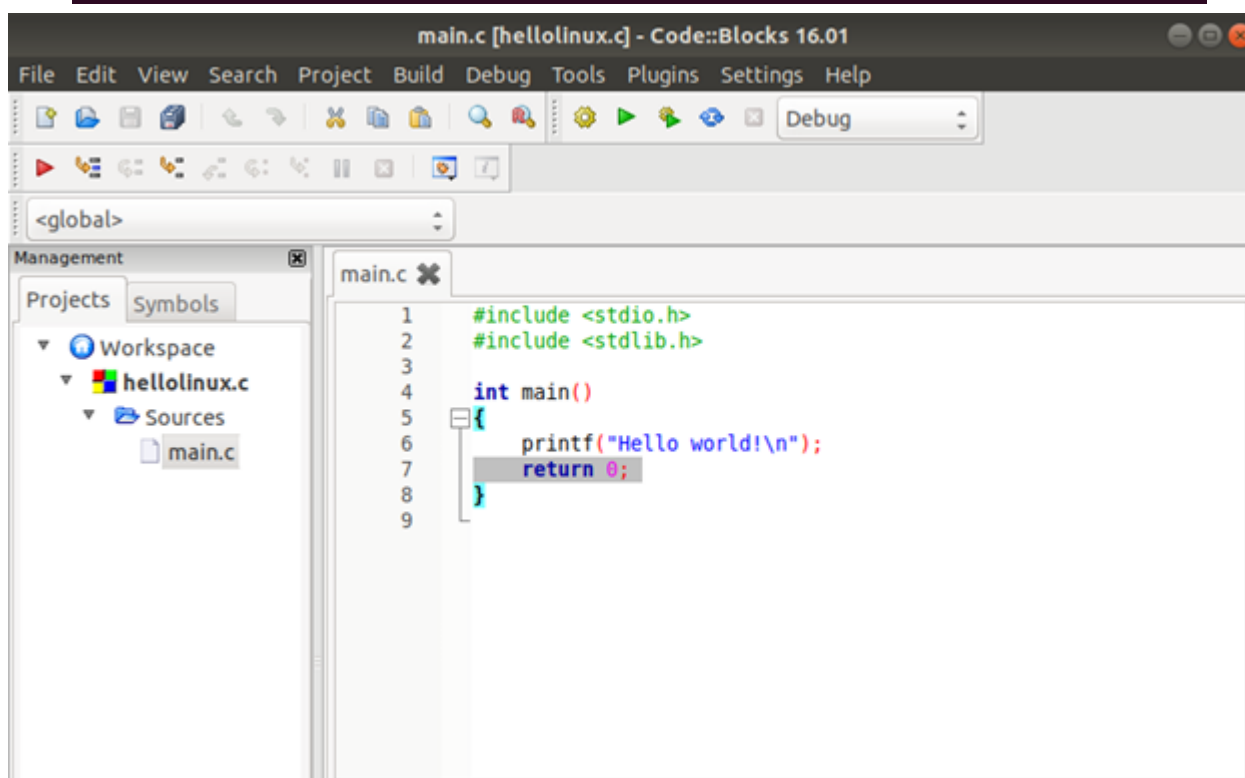 main.c [hellolinux.c] - Code::Blocks 16.01
File Edit View Search Project Build Debug Tools Plugins Settings Help
Debug
<global>
Management
Projects Symbols
Workspace
hellolinux.c
Sources
main.c
main.c
1 #include <stdio.h>
2 #include <stdlib.h>
3
4 int main()
5 {
6 printf("Hello world!\n");
7 return 0;
8 }
9